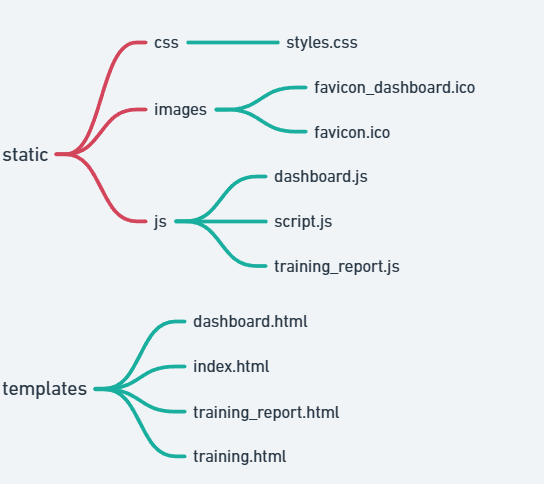 static
css
styles.css
images
favicon_dashboard.ico
favicon.ico
js
dashboard.js
script.js
training_report.js
templates
dashboard.html
index.html
training_report.html
training.html